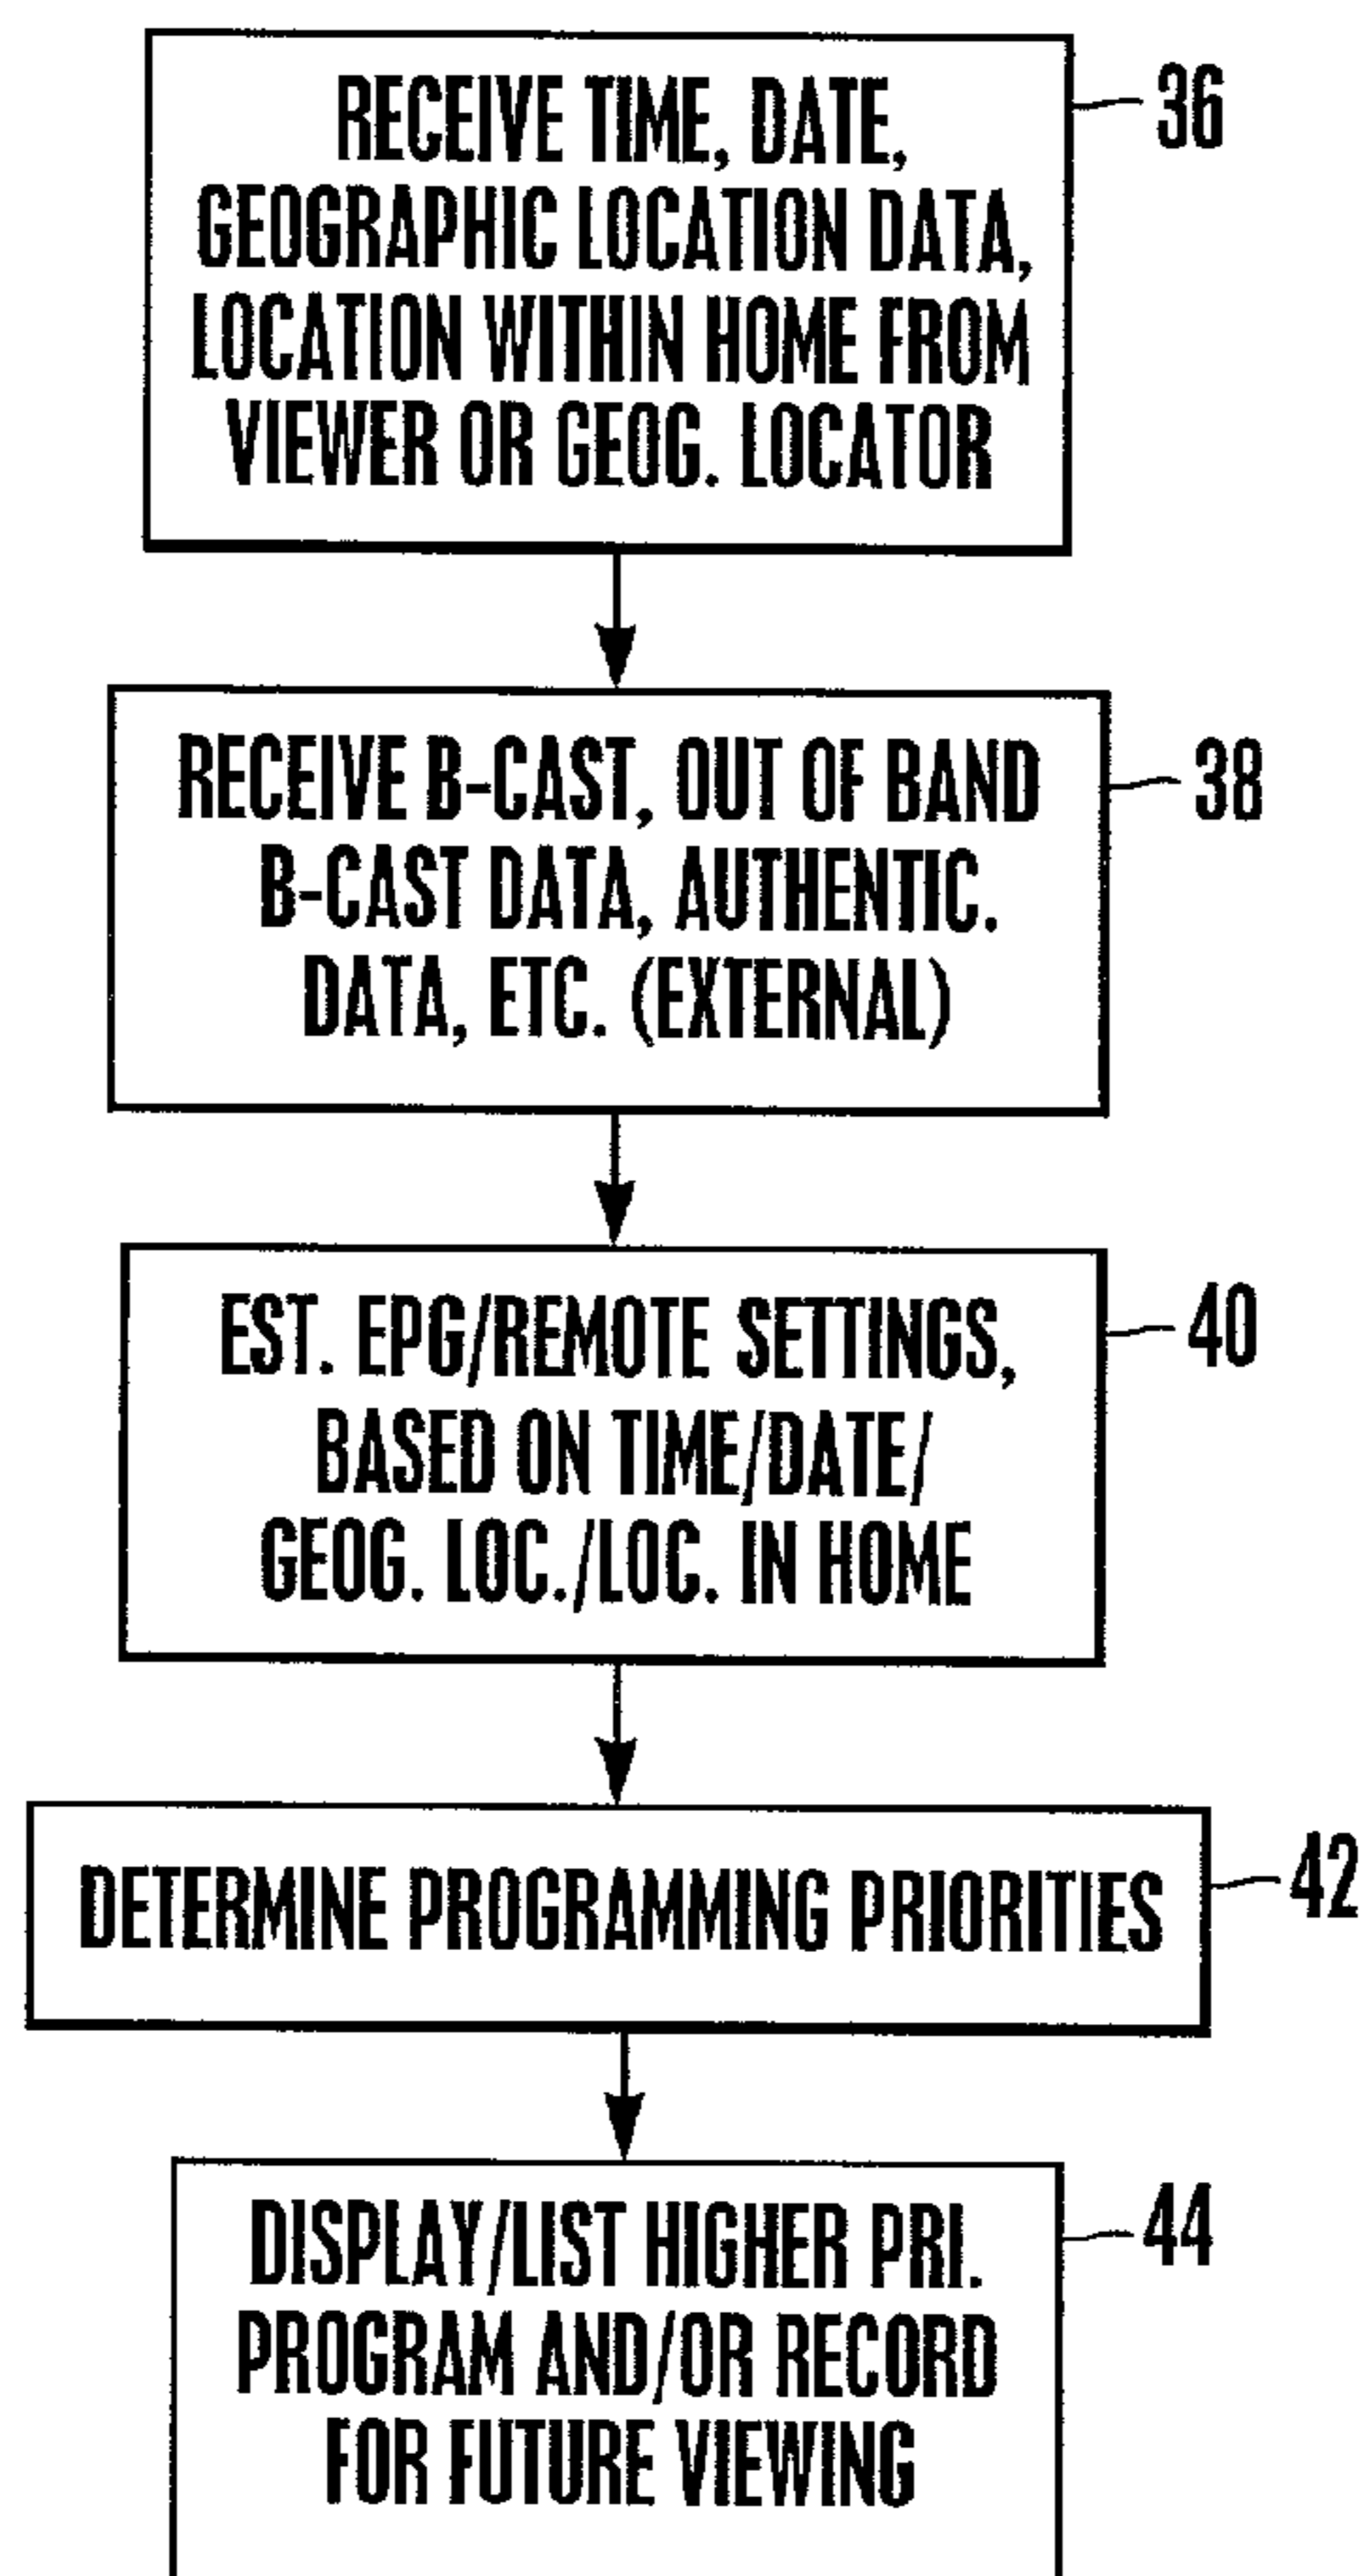 RECEIVE TIME, DATE,
GEOGRAPHIC LOCATION DATA,
LOCATION WITHIN HOME FROM
VIEWER OR GEOG. LOCATOR
36
RECEIVE B-CAST, OUT OF BAND
B-CAST DATA, AUTHENTIC.
DATA, ETC. (EXTERNAL)
38
EST. EPG/REMOTE SETTINGS,
BASED ON TIME/DATE/
GEOG. LOC./LOC. IN HOME
40
DETERMINE PROGRAMMING PRIORITIES
42
DISPLAY/LIST HIGHER PRI.
PROGRAM AND/OR RECORD
FOR FUTURE VIEWING
44